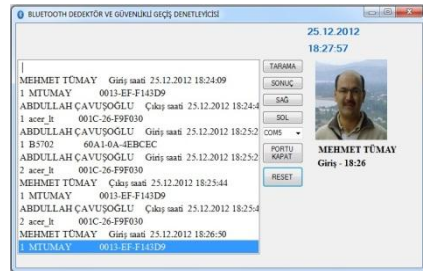 BLUETOOTH DEDEKTÖR VE GÜVENLİKLİ GEÇİŞ DENETLEYİCİSİ
25.12.2012
18:27:57
MEHMET TÜMAY Giriş saati 25.12.2012 18:24:09
1 MTUMAY 0013-EF-F143D9
ABDULLAH ÇAVUŞOĞLU Çıkış saati 25.12.2012 18:24:4
1 acer_lt 001C-26-F9F030
ABDULLAH ÇAVUŞOĞLU Giriş saati 25.12.2012 18:25:2
1 B5702 60A1-0A-4EBCEC
ABDULLAH ÇAVUŞOĞLU Giriş saati 25.12.2012 18:25:2
2 acer_lt 001C-26-F9F030
MEHMET TÜMAY Çıkış saati 25.12.2012 18:25:44
1 MTUMAY 0013-EF-F143D9
ABDULLAH ÇAVUŞOĞLU Çıkış saati 25.12.2012 18:25:4
2 acer_lt 001C-26-F9F030
MEHMET TÜMAY Giriş saati 25.12.2012 18:26:50
1 MTUMAY 0013-EF-F143D9
TARAMA
SONUÇ
SAĞ
SOL
COM5
PORTU
KAPAT
RESET
MEHMET TÜMAY
Giriş - 18:26